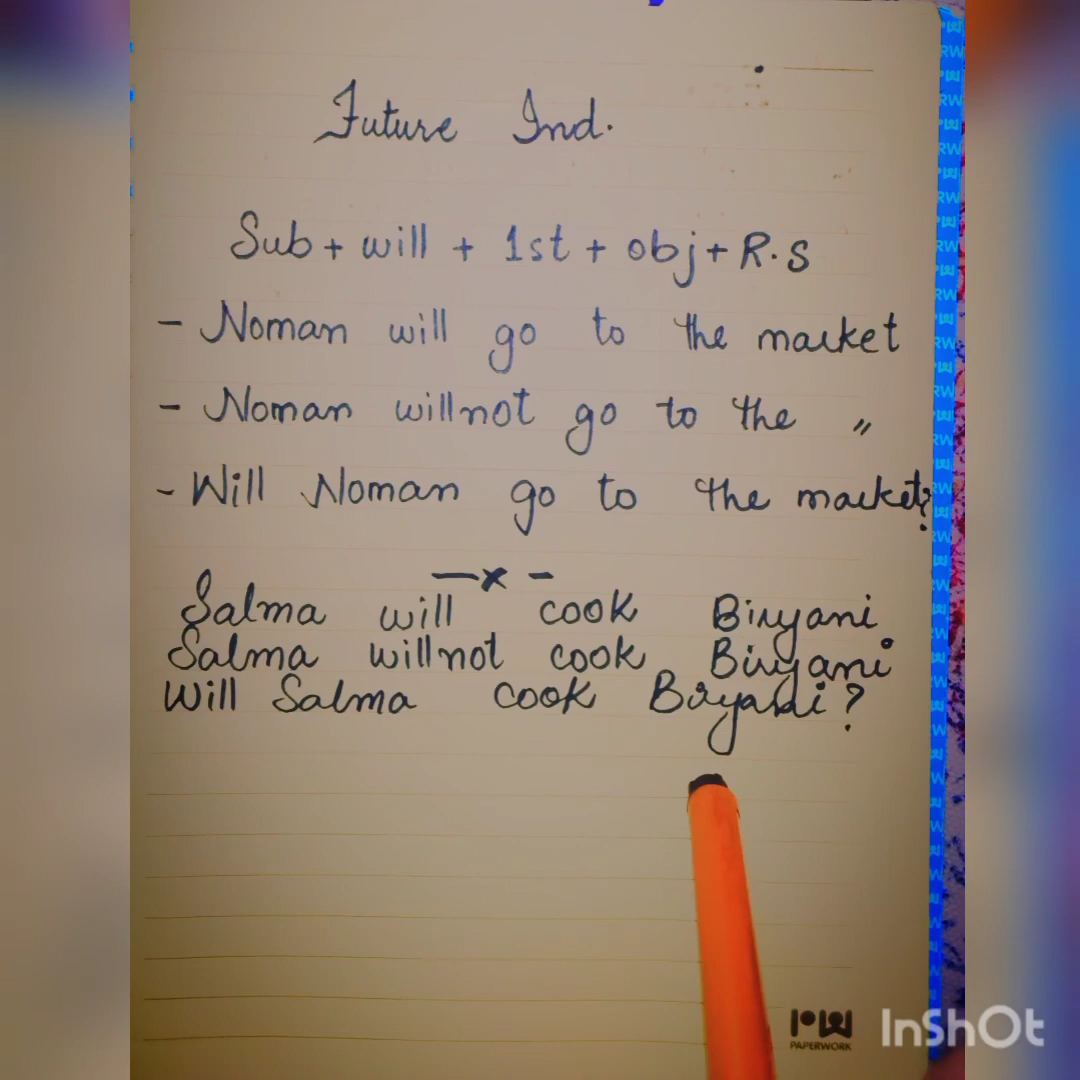 Future Ind.
Sub + will + 1st + obj + R.S
- Noman will go to the market
- Noman willnot go to the "
- Will Noman go to the market?
—x-
Salma will cook Biryani.
Salma willnot cook Biryani
Will Salma cook Biryani?
PW
PAPERWORK
InShOt